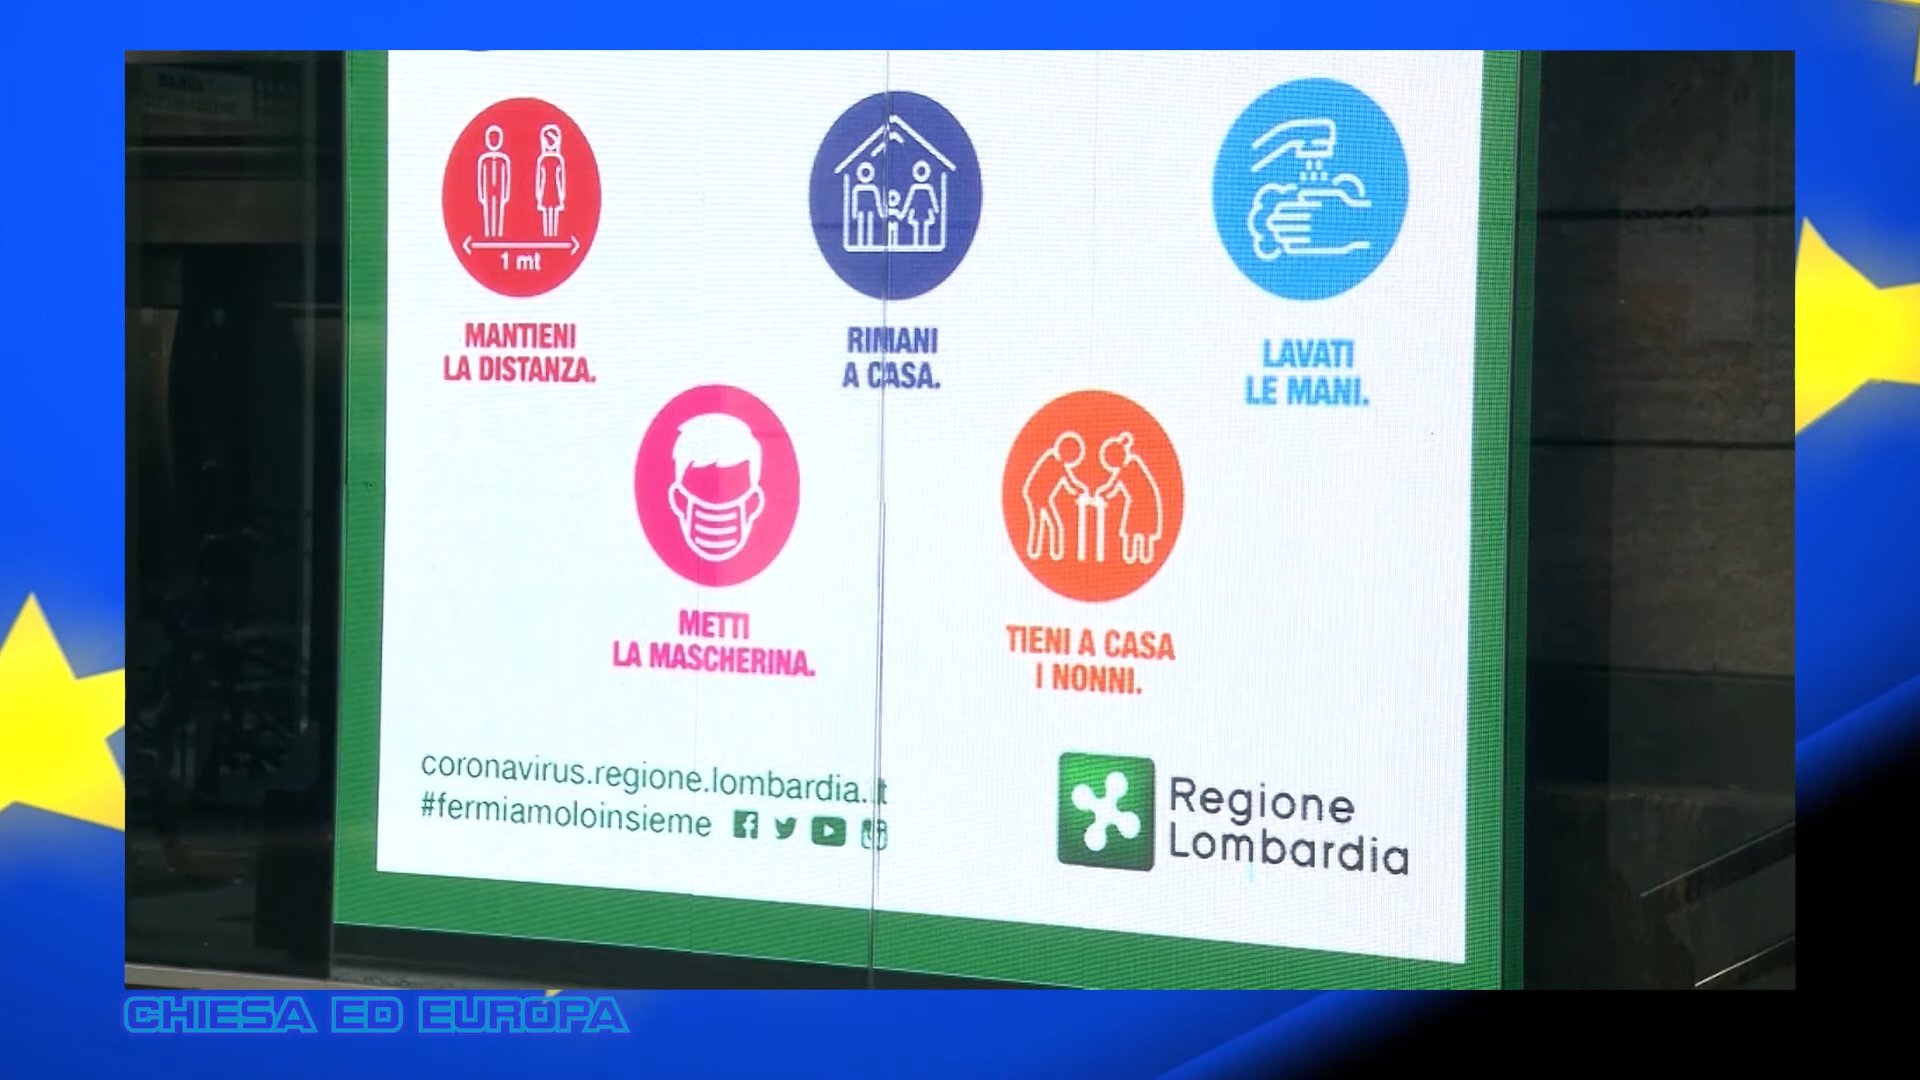 1 mt
MANTIENI
LA DISTANZA.
RIMANI
A CASA.
LAVATI
LE MANI.
METTI
LA MASCHERINA.
TIENI A CASA
I NONNI.
coronavirus.regione.lombardia.it
#fermiamoloinsieme
Regione
Lombardia
CHIESA ED EUROPA